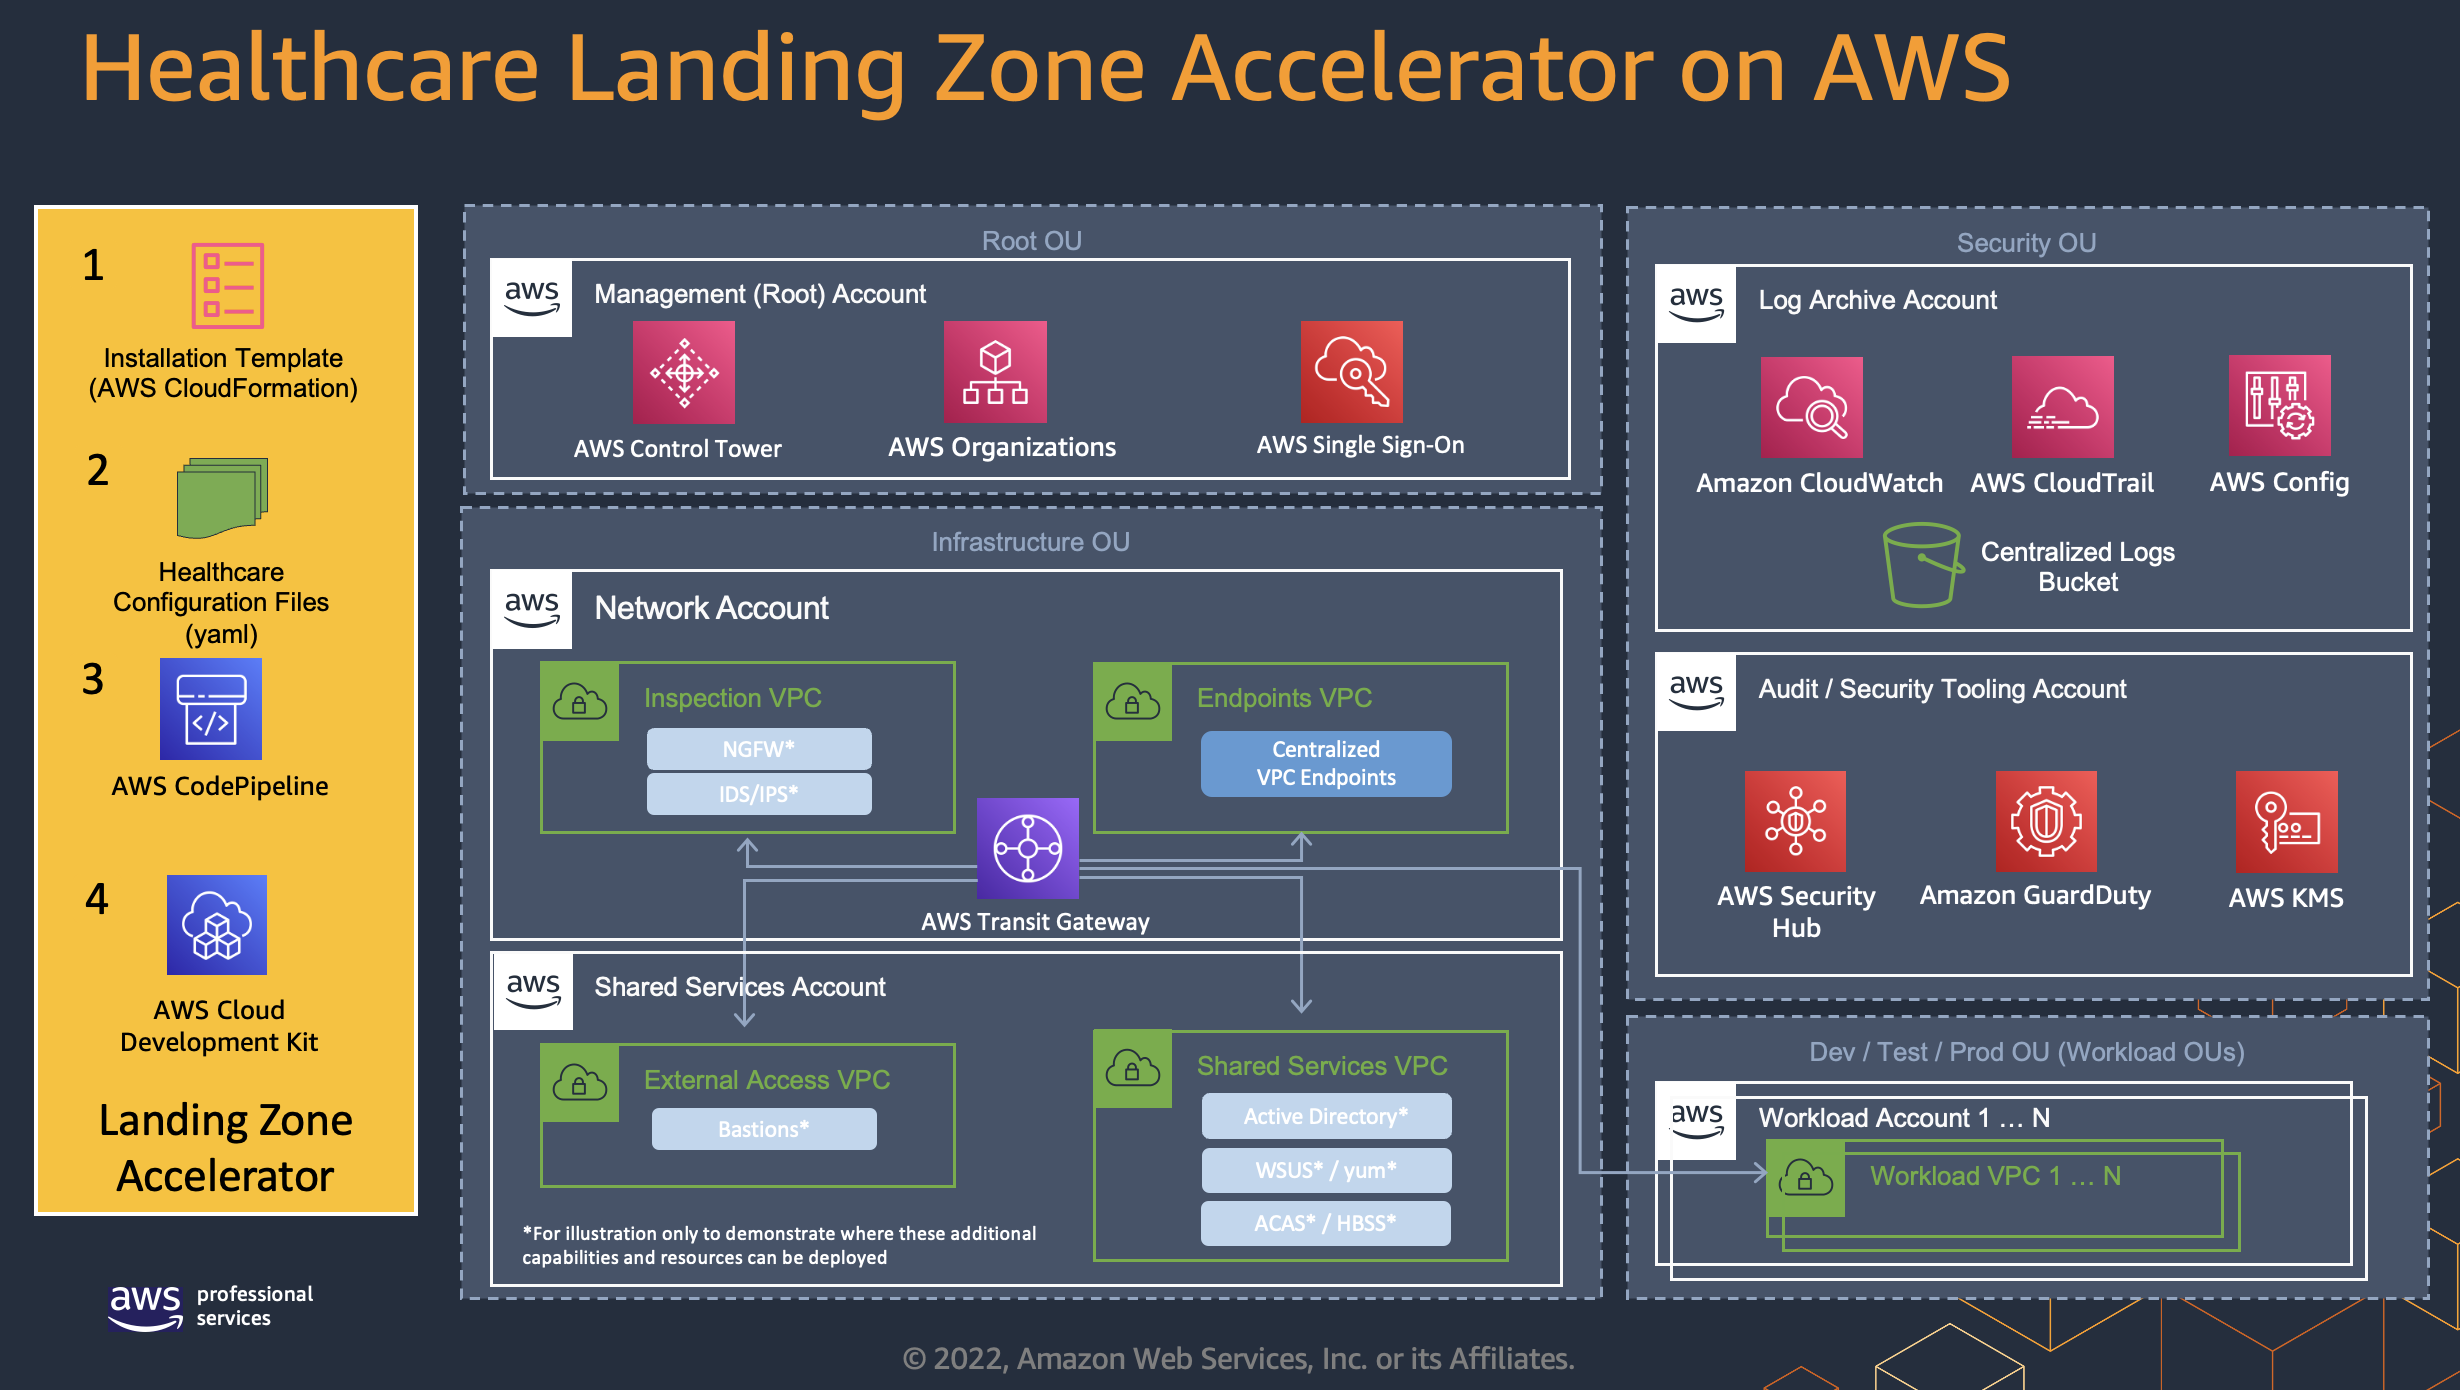 Healthcare Landing Zone Accelerator on AWS
1
Installation Template
(AWS CloudFormation)
2
Healthcare
Configuration Files
(yaml)
3
AWS CodePipeline
4
AWS Cloud
Development Kit
Landing Zone
Accelerator
aws professional
services
Root OU
aws
Management (Root) Account
AWS Control Tower
AWS Organizations
AWS Single Sign-On
Infrastructure OU
aws
Network Account
Inspection VPC
NGFW*
IDS/IPS*
Endpoints VPC
Centralized
VPC Endpoints
AWS Transit Gateway
aws
Shared Services Account
External Access VPC
Bastions*
Shared Services VPC
Active Directory*
WSUS* / yum*
ACAS* / HBSS*
*For illustration only to demonstrate where these additional
capabilities and resources can be deployed
Security OU
aws
Log Archive Account
Amazon CloudWatch
AWS CloudTrail
AWS Config
Centralized Logs
Bucket
aws
Audit / Security Tooling Account
AWS Security
Hub
Amazon GuardDuty
AWS KMS
Dev / Test / Prod OU (Workload OUs)
aws
Workload Account 1 ... N
Workload VPC 1 ... N
© 2022, Amazon Web Services, Inc. or its Affiliates.